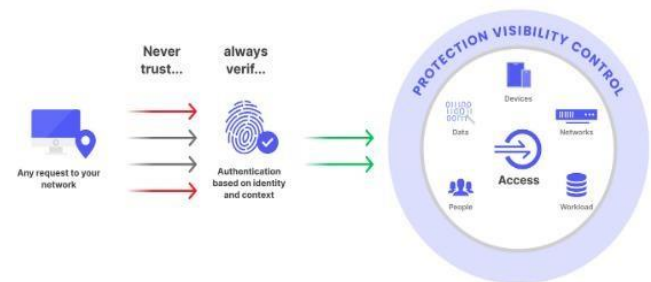 Never
trust...
always
verif...
PROTECTION VISIBILITY CONTROL
Devices
Data
Networks
Access
People
Workload
Any request to your
network
Authentication
based on identity
and context